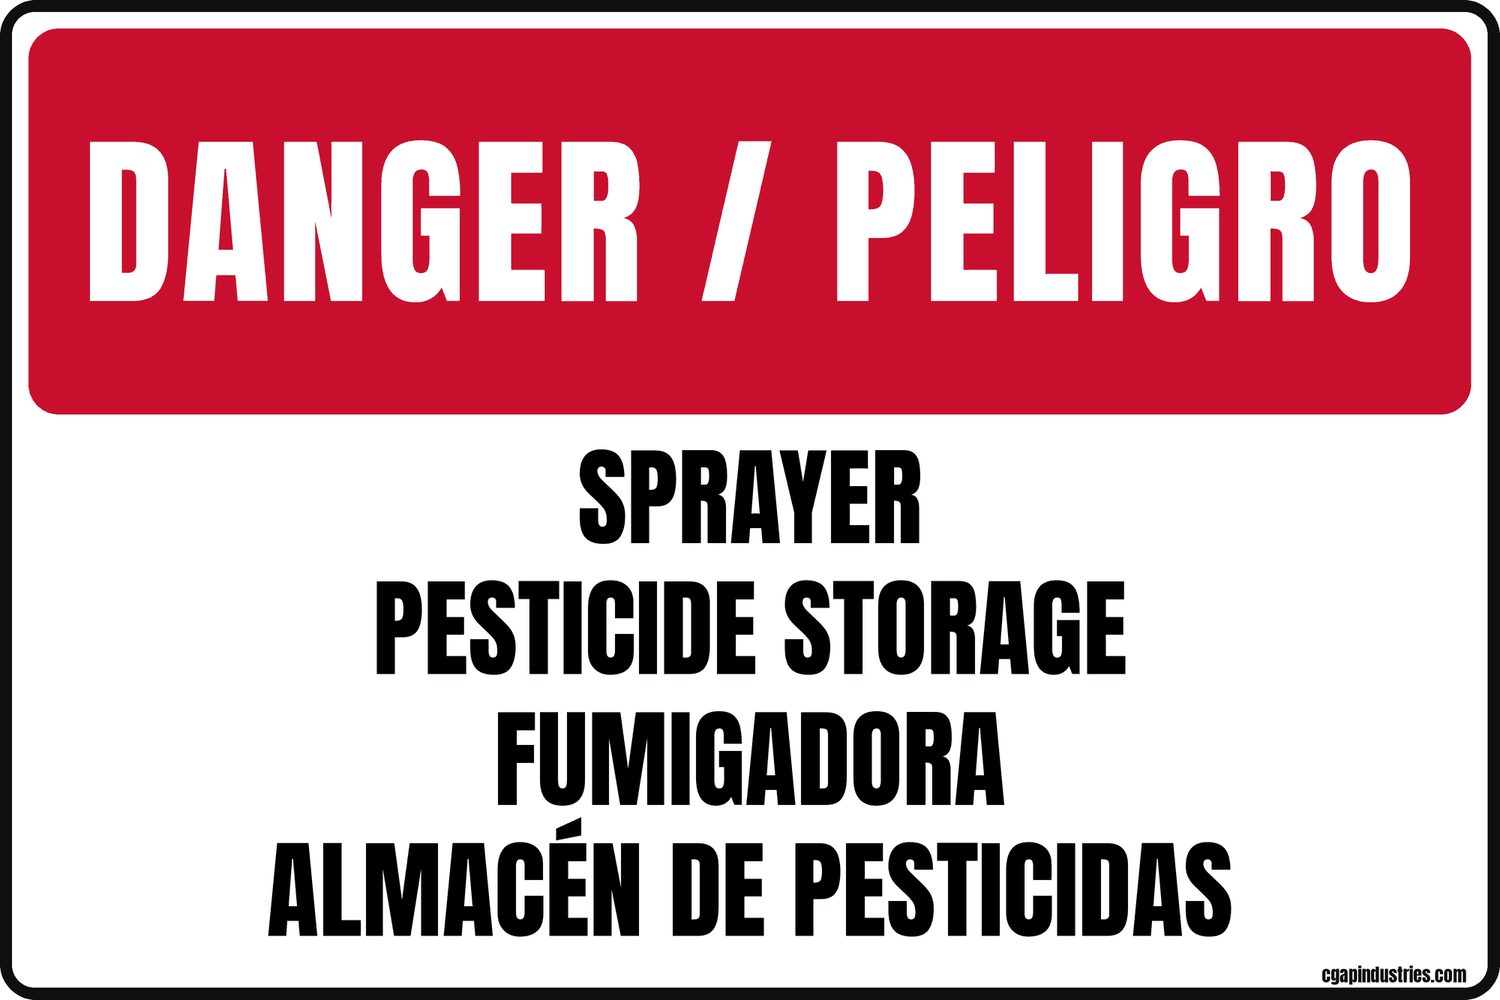 DANGER / PELIGRO
SPRAYER
PESTICIDE STORAGE
FUMIGADORA
ALMACÉN DE PESTICIDAS
cgapindustries.com